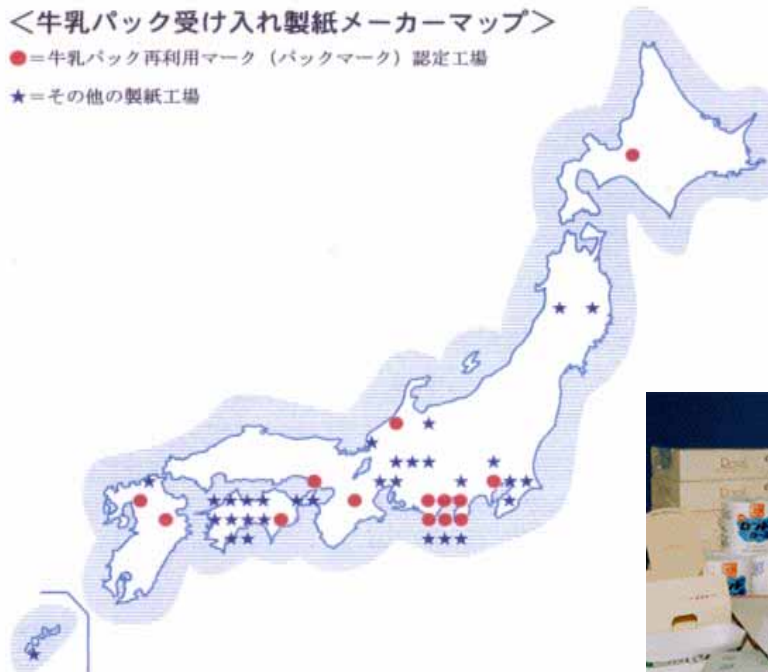 <牛乳パック受け入れ製紙メーカーマップ>
●=牛乳パック再利用マーク(パックマーク)認定工場
★=その他の製紙工場